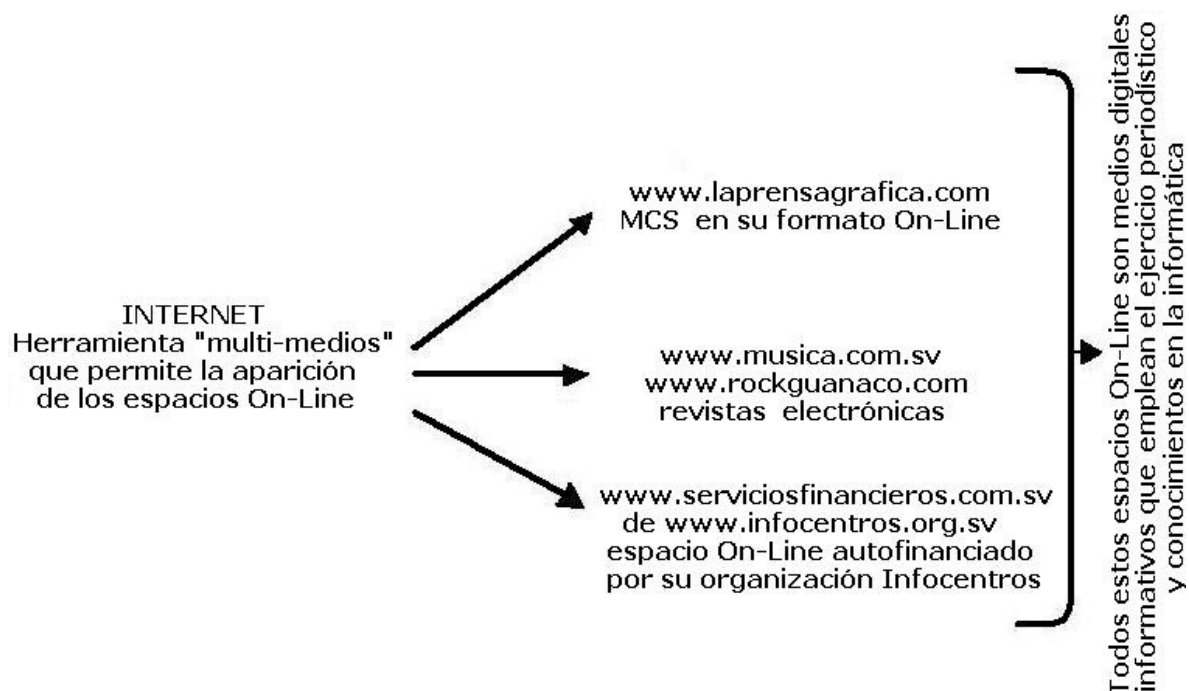 INTERNET
Herramienta "multi-medios"
que permite la aparición
de los espacios On-Line
www.laprensagrafica.com
MCS en su formato On-Line
www.musica.com.sv
www.rockguanaco.com
revistas electrónicas
www.serviciosfinancieros.com.sv
de www.infocentros.org.sv
espacio On-Line autofinanciado
por su organización Infocentros
Todos estos espacios On-Line son medios digitales
informativos que emplean el ejercicio periodístico
y conocimientos en la informática